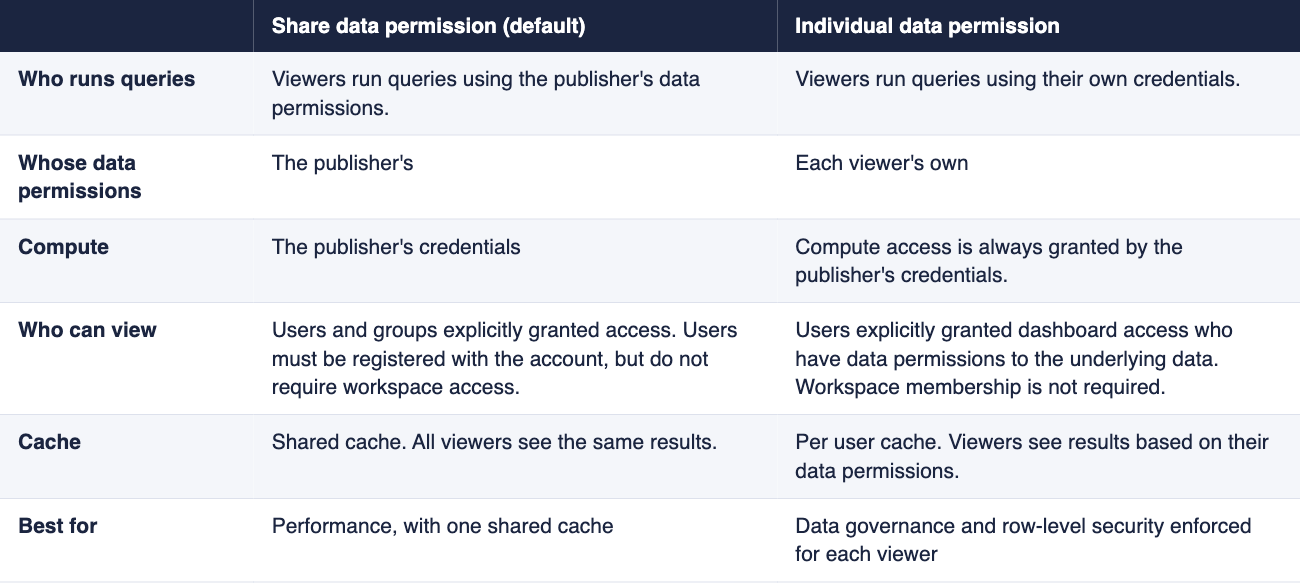 Share data permission (default)
Individual data permission
Who runs queries
Viewers run queries using the publisher's data
permissions.
Viewers run queries using their own credentials.
Whose data
permissions
The publisher's
Each viewer's own
Compute
The publisher's credentials
Compute access is always granted by the
publisher's credentials.
Who can view
Users and groups explicitly granted access. Users
must be registered with the account, but do not
require workspace access.
Users explicitly granted dashboard access who
have data permissions to the underlying data.
Workspace membership is not required.
Cache
Shared cache. All viewers see the same results.
Per user cache. Viewers see results based on their
data permissions.
Best for
Performance, with one shared cache
Data governance and row-level security enforced
for each viewer